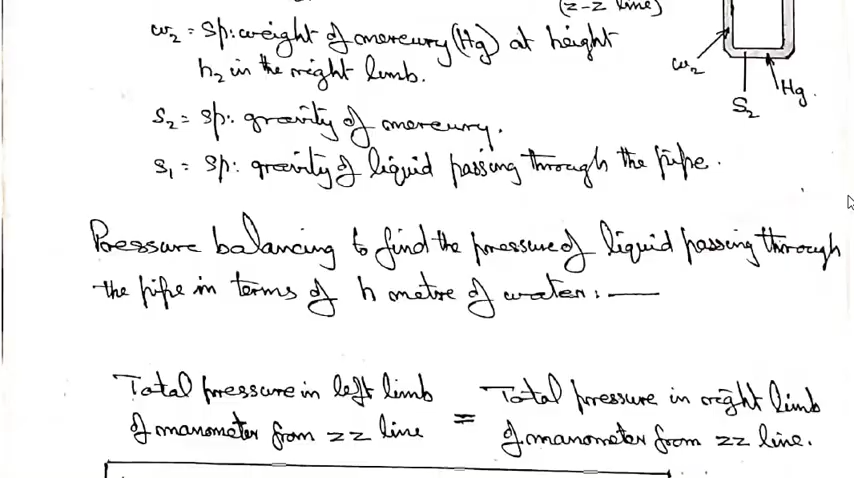 (z-z line)
w₂ = Sp: weight of mercury (Hg) at height
h₂ in the right limb.
w₂
Hg.
S₂
S₂ = Sp: gravity of mercury.
S₁ = Sp: gravity of liquid passing through the pipe.
Pressure balancing to find the pressure of liquid passing through
the pipe in terms of h metre of water: —
Total pressure in left limb
of manometer from zz line
=
Total pressure in right limb
of manometer from zz line.